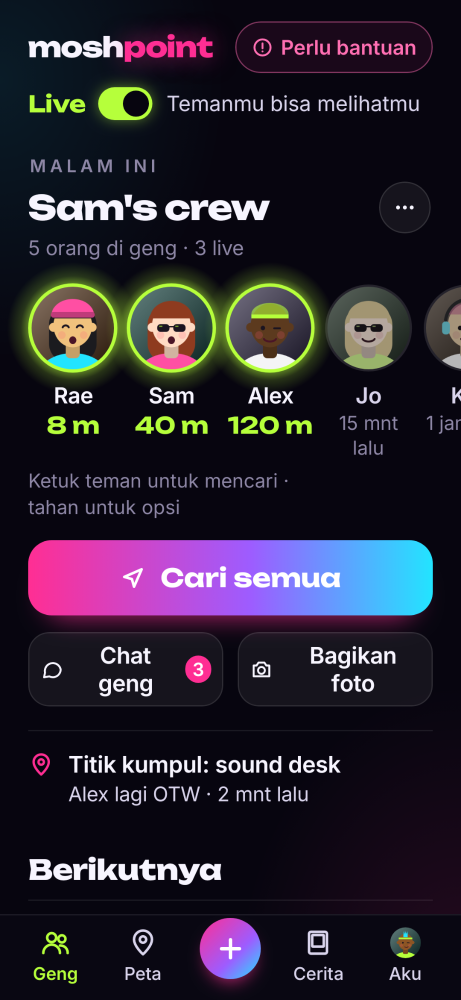 moshpoint
Perlu bantuan
Live
Temanmu bisa melihatmu
MALAM INI
Sam's crew
5 orang di geng · 3 live
Rae
Sam
Alex
Jo
8 m
40 m
120 m
15 mnt
lalu
Ketuk teman untuk mencari ·
tahan untuk opsi
Cari semua
Chat
geng
3
Bagikan
foto
Titik kumpul: sound desk
Alex lagi OTW · 2 mnt lalu
Berikutnya
Geng
Peta
Cerita
Aku